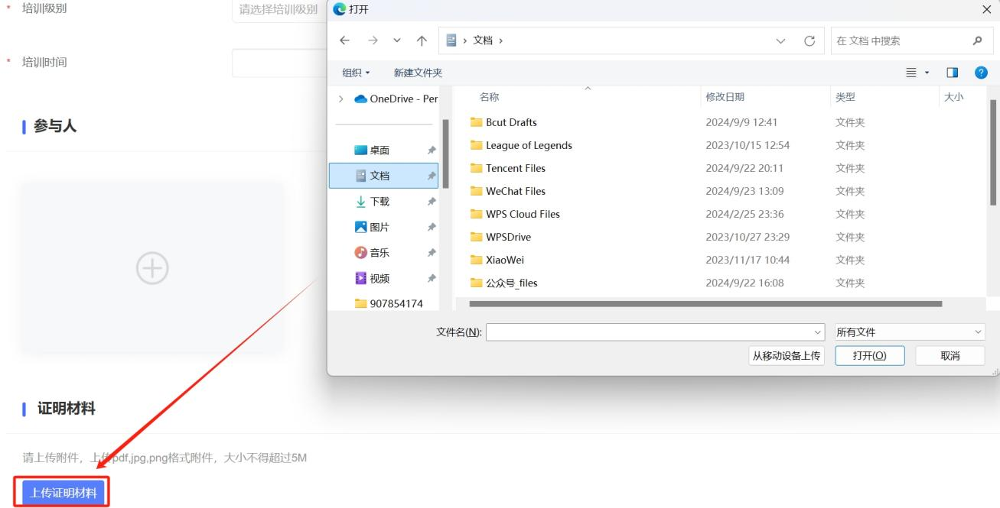 * 培训级别
请选择培训级别
* 培训时间
参与人
证明材料
请上传附件，上传pdf,jpg,png格式附件，大小不得超过5M
上传证明材料
打开
文档
在 文档 中搜索
组织
新建文件夹
OneDrive - Per
桌面
文档
下载
图片
音乐
视频
907854174
名称 修改日期 类型 大小
Bcut Drafts 2024/9/9 12:41 文件夹
League of Legends 2023/10/15 12:54 文件夹
Tencent Files 2024/9/22 20:11 文件夹
WeChat Files 2024/9/23 13:09 文件夹
WPS Cloud Files 2024/2/25 23:36 文件夹
WPSDrive 2023/10/27 23:29 文件夹
XiaoWei 2023/11/17 10:44 文件夹
公众号_files 2024/9/22 16:08 文件夹
文件名(N):
所有文件
从移动设备上传 打开(O) 取消